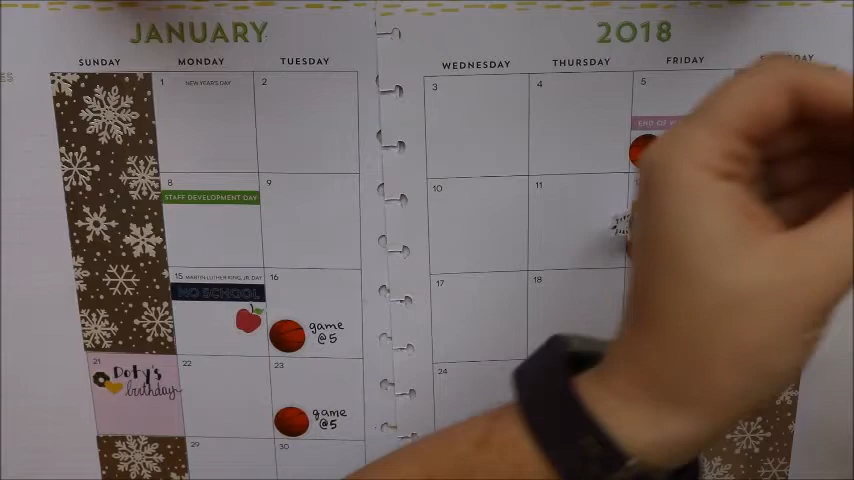 JANUARY
2018
SUNDAY MONDAY TUESDAY
WEDNESDAY THURSDAY FRIDAY
1 NEW YEAR'S DAY 2
3 4 5
END OF
8 9
10 11
STAFF DEVELOPMENT DAY
15 MARTIN LUTHER KING, JR. DAY 16
17 18
NO SCHOOL
game
@5
21 22 23
24
Doty's
birthday
game
@5
29 30